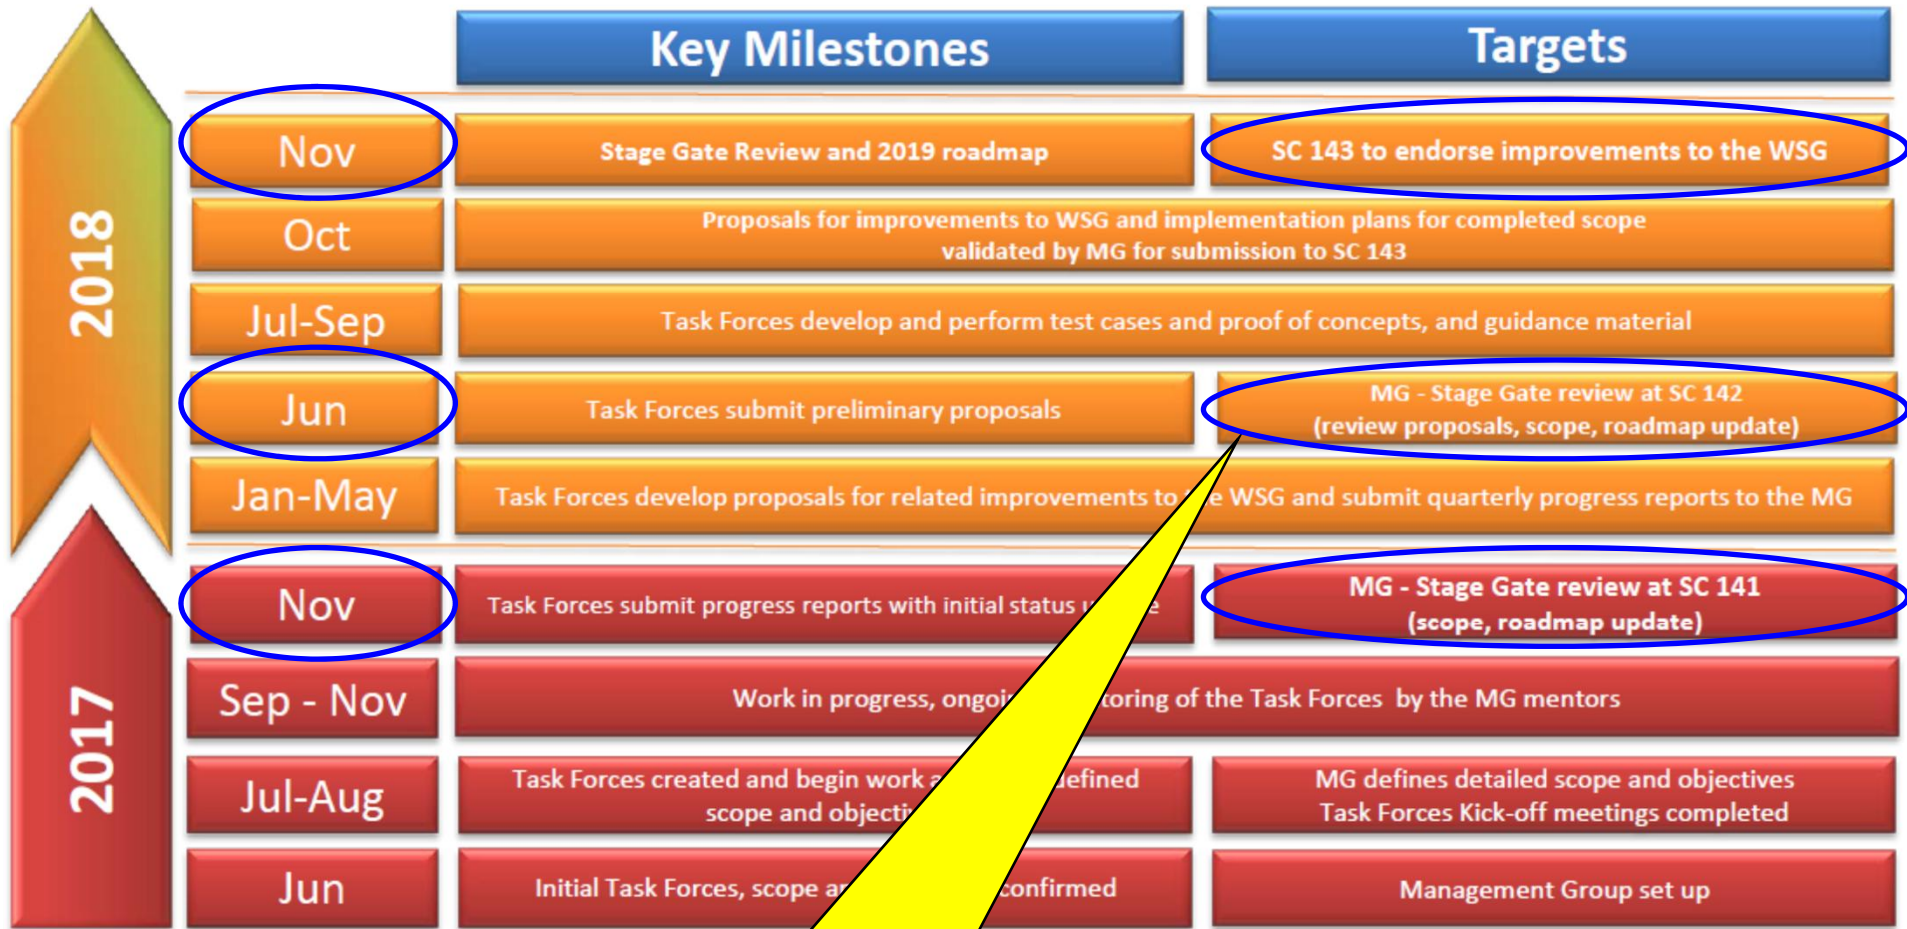 Key Milestones
Targets
2018
Nov
Stage Gate Review and 2019 roadmap
SC 143 to endorse improvements to the WSG
Oct
Proposals for improvements to WSG and implementation plans for completed scope
validated by MG for submission to SC 143
Jul-Sep
Task Forces develop and perform test cases and proof of concepts, and guidance material
Jun
Task Forces submit preliminary proposals
MG - Stage Gate review at SC 142
(review proposals, scope, roadmap update)
Jan-May
Task Forces develop proposals for related improvements to the WSG and submit quarterly progress reports to the MG
2017
Nov
Task Forces submit progress reports with initial status
MG - Stage Gate review at SC 141
(scope, roadmap update)
Sep - Nov
Work in progress, of the Task Forces by the MG mentors
Jul-Aug
Task Forces created and begin work
scope and
MG defines detailed scope and objectives
Task Forces Kick-off meetings completed
Jun
Initial Task Forces, scope confirmed
Management Group set up